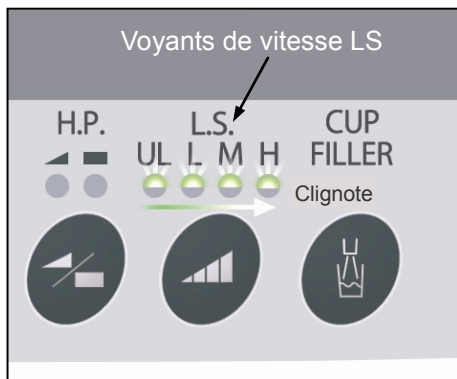 Voyants de vitesse LS
H.P. L.S. CUP
UL L M H FILLER
Clignote